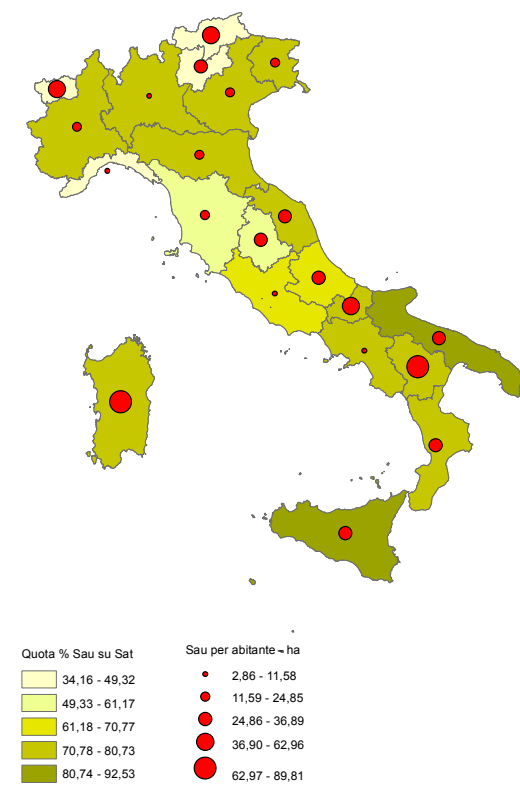 Quota % Sau su Sat
34,16 - 49,32
49,33 - 61,17
61,18 - 70,77
70,78 - 80,73
80,74 - 92,53
Sau per abitante - ha
2,86 - 11,58
11,59 - 24,85
24,86 - 36,89
36,90 - 62,96
62,97 - 89,81